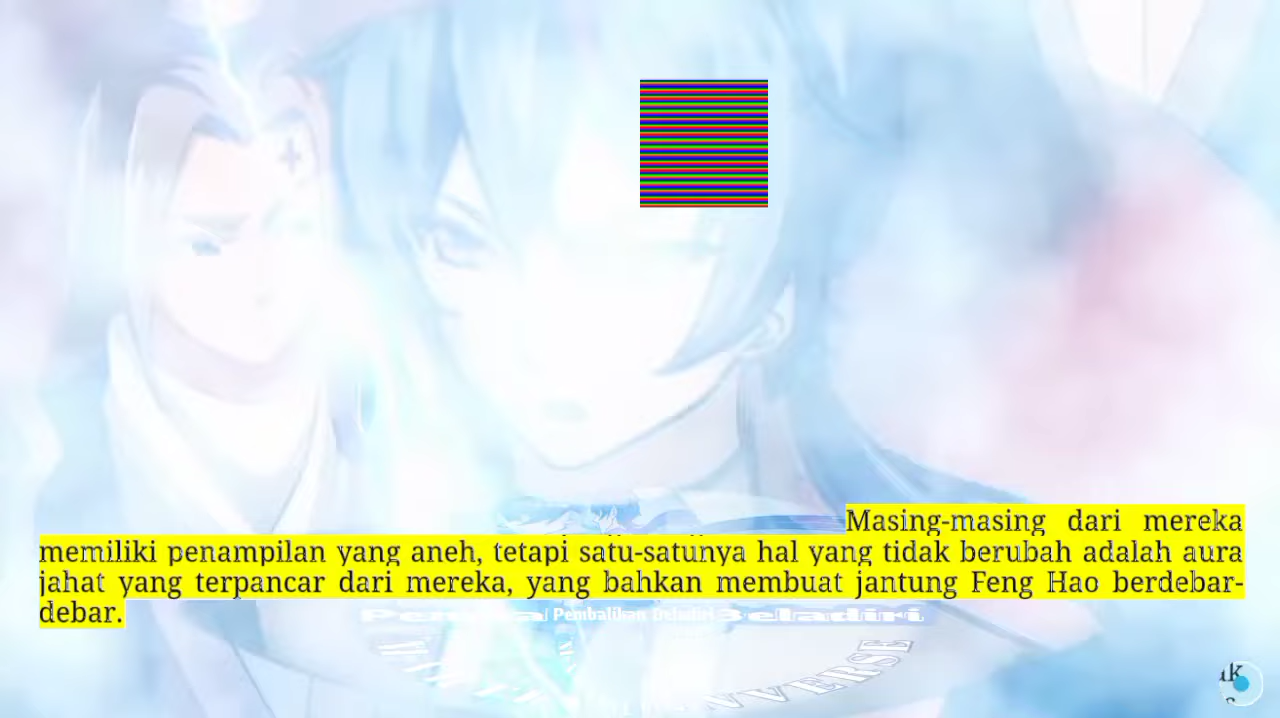 Masing-masing dari mereka
memiliki penampilan yang aneh, tetapi satu-satunya hal yang tidak berubah adalah aura
jahat yang terpancar dari mereka, yang bahkan membuat jantung Feng Hao berdebar-
debar.
Pembalikan Beladiri